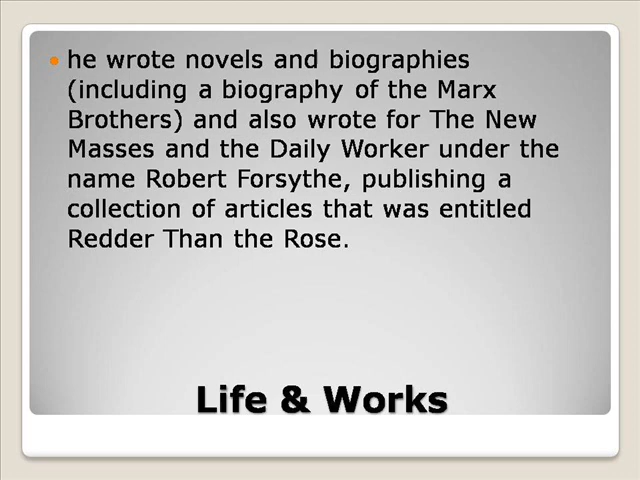 he wrote novels and biographies
(including a biography of the Marx
Brothers) and also wrote for The New
Masses and the Daily Worker under the
name Robert Forsythe, publishing a
collection of articles that was entitled
Redder Than the Rose.
Life & Works